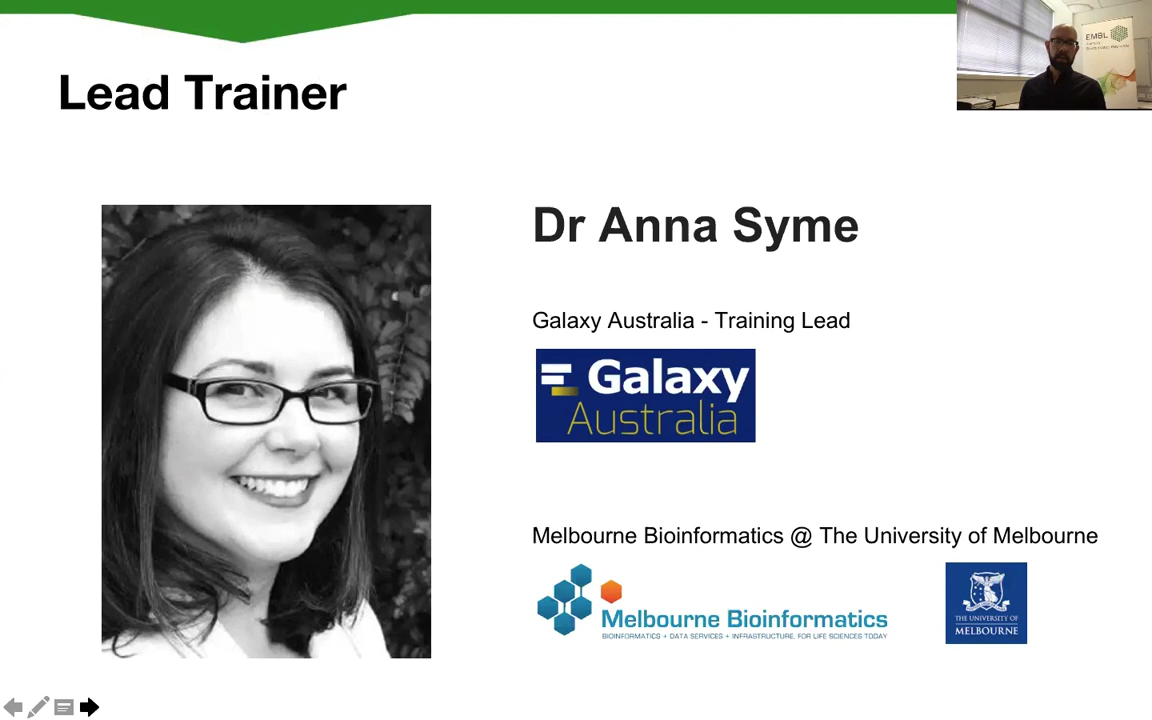 Lead Trainer
EMBL
Dr Anna Syme
Galaxy Australia - Training Lead
Galaxy
Australia
Melbourne Bioinformatics @ The University of Melbourne
Melbourne Bioinformatics
BIOINFORMATICS + DATA SERVICES + INFRASTRUCTURE, FOR LIFE SCIENCES TODAY
THE UNIVERSITY OF
MELBOURNE